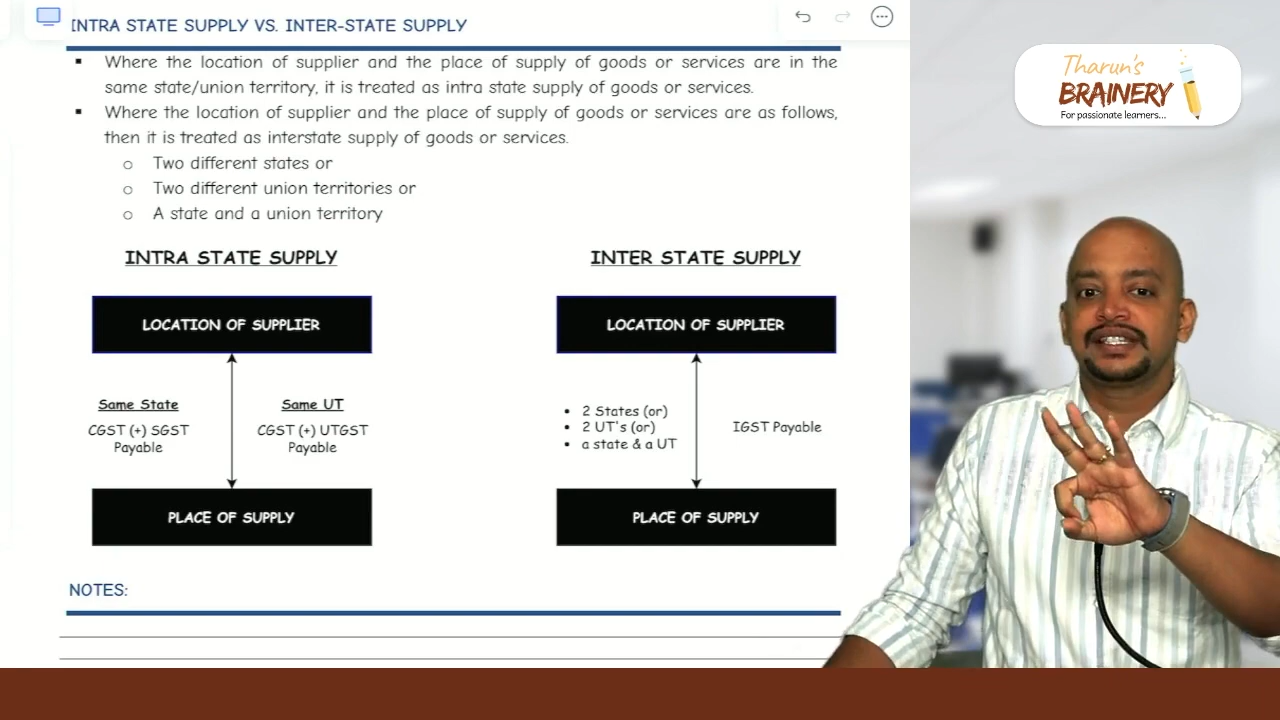 INTRA STATE SUPPLY VS. INTER-STATE SUPPLY
▪ Where the location of supplier and the place of supply of goods or services are in the
same state/union territory, it is treated as intra state supply of goods or services.
▪ Where the location of supplier and the place of supply of goods or services are as follows,
then it is treated as interstate supply of goods or services.
o Two different states or
o Two different union territories or
o A state and a union territory
INTRA STATE SUPPLY
LOCATION OF SUPPLIER
Same State
CGST (+) SGST
Payable
Same UT
CGST (+) UTGST
Payable
PLACE OF SUPPLY
INTER STATE SUPPLY
LOCATION OF SUPPLIER
• 2 States (or)
• 2 UT's (or)
• a state & a UT
IGST Payable
PLACE OF SUPPLY
NOTES:
Tharun's
BRAINERY
For passionate learners...